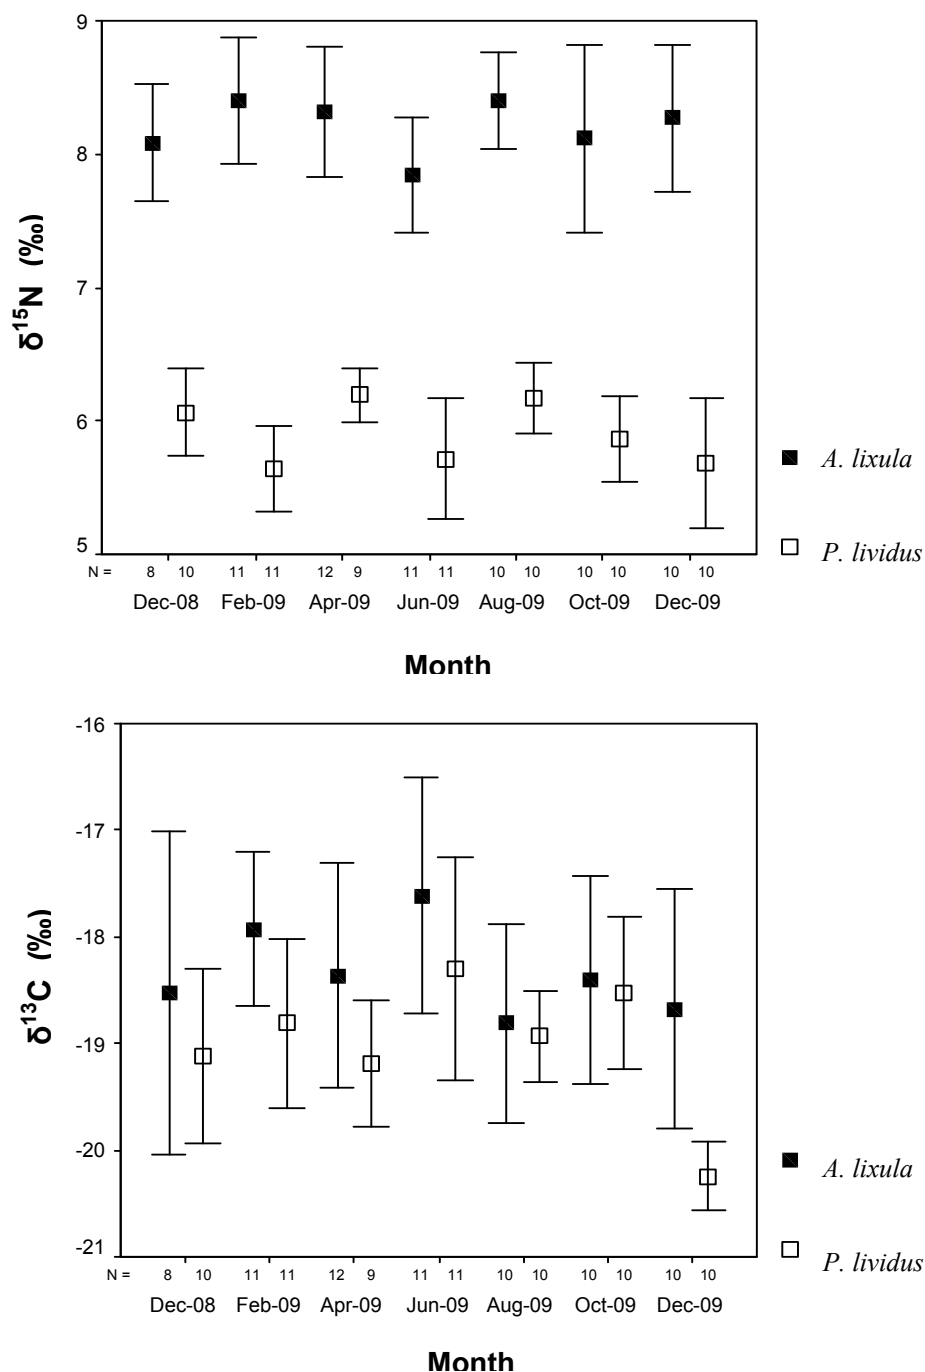 9
8
7
6
5
δ15N (‰)
A. lixula
P. lividus
N = 8 10 11 11 12 9 11 11 10 10 10 10 10 10
Dec-08 Feb-09 Apr-09 Jun-09 Aug-09 Oct-09 Dec-09
Month
-16
-17
-18
-19
-20
-21
δ13C (‰)
A. lixula
P. lividus
N = 8 10 11 11 12 9 11 11 10 10 10 10 10 10
Dec-08 Feb-09 Apr-09 Jun-09 Aug-09 Oct-09 Dec-09
Month